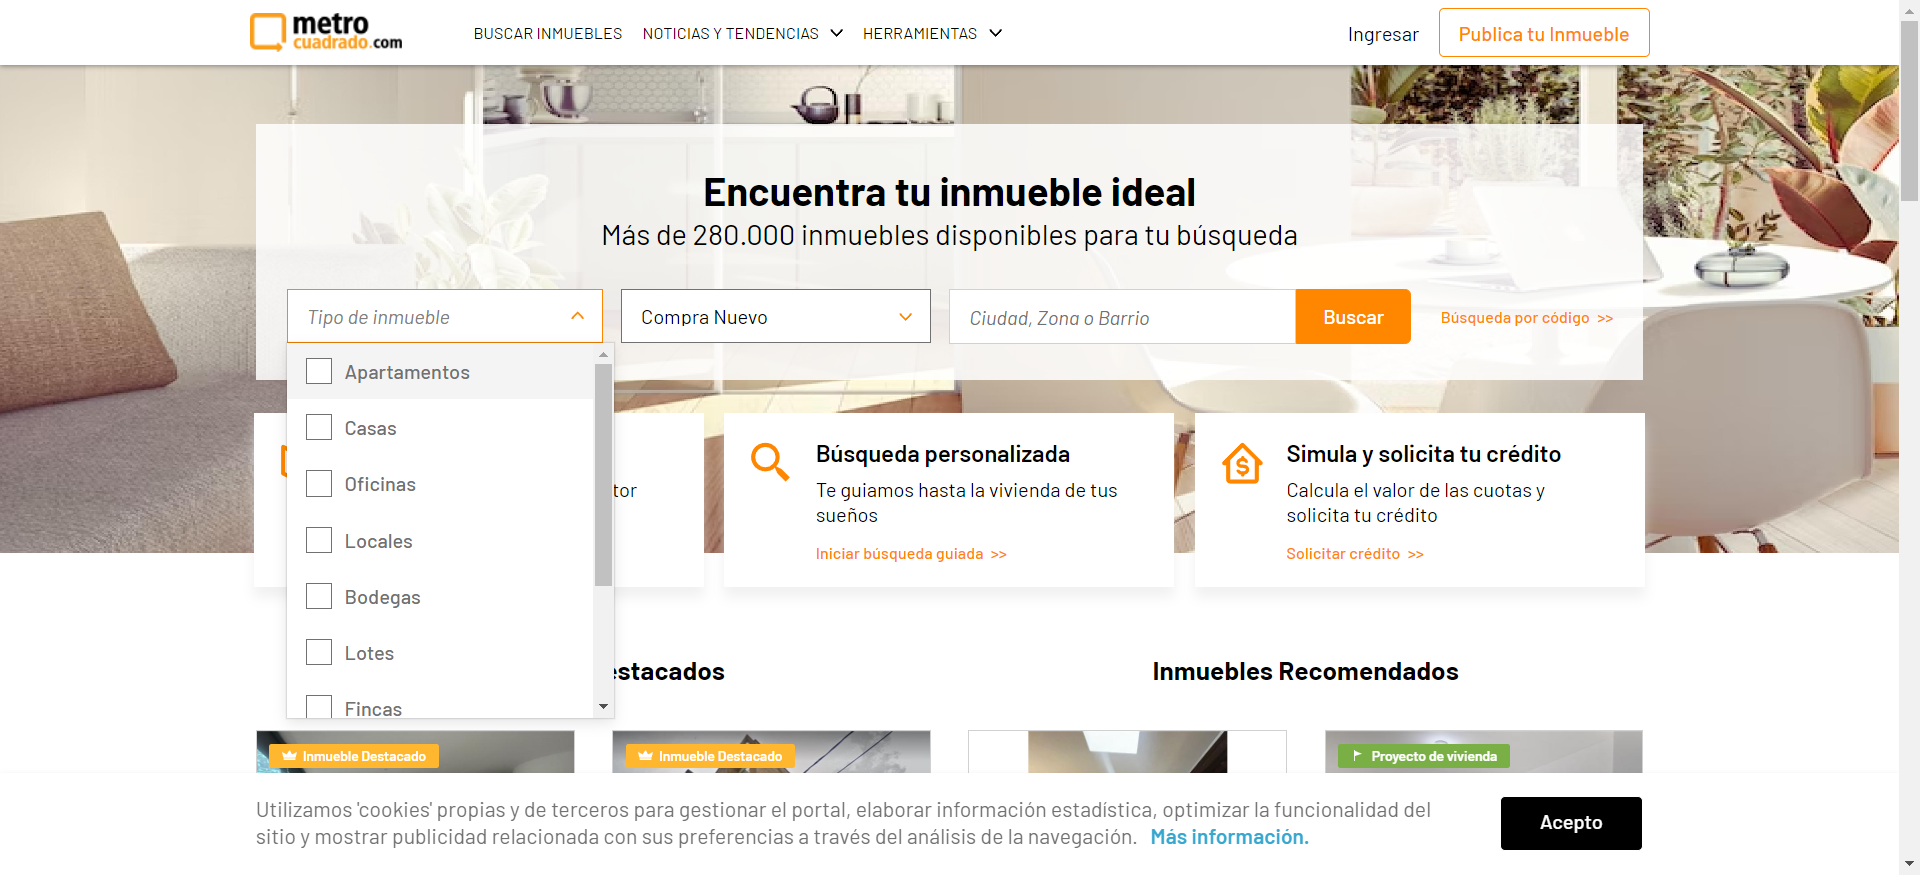 metro
cuadrado.com
BUSCAR INMUEBLES
NOTICIAS Y TENDENCIAS
HERRAMIENTAS
Ingresar
Publica tu Inmueble
Encuentra tu inmueble ideal
Más de 280.000 inmuebles disponibles para tu búsqueda
Tipo de inmueble
Compra Nuevo
Ciudad, Zona o Barrio
Buscar
Búsqueda por código >>
Apartamentos
Casas
Oficinas
Locales
Bodegas
Lotes
Fincas
tor
Búsqueda personalizada
Te guiamos hasta la vivienda de tus
sueños
Iniciar búsqueda guiada >>
Simula y solicita tu crédito
Calcula el valor de las cuotas y
solicita tu crédito
Solicitar crédito >>
stacados
Inmuebles Recomendados
Inmueble Destacado
Inmueble Destacado
Proyecto de vivienda
Utilizamos 'cookies' propias y de terceros para gestionar el portal, elaborar información estadística, optimizar la funcionalidad del
sitio y mostrar publicidad relacionada con sus preferencias a través del análisis de la navegación. Más información.
Acepto